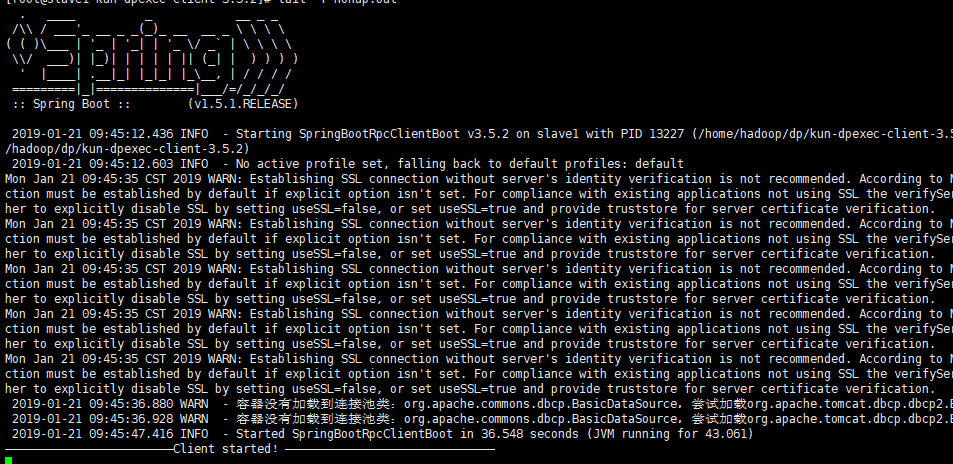 [root@slave1 kun-dpexec-client-3.5.2]# tail -f nohup.out
:: Spring Boot ::        (v1.5.1.RELEASE)
2019-01-21 09:45:12.436 INFO  - Starting SpringBootRpcClientBoot v3.5.2 on slave1 with PID 13227 (/home/hadoop/dp/kun-dpexec-client-3.5
/hadoop/dp/kun-dpexec-client-3.5.2)
2019-01-21 09:45:12.603 INFO  - No active profile set, falling back to default profiles: default
Mon Jan 21 09:45:35 CST 2019 WARN: Establishing SSL connection without server's identity verification is not recommended. According to M
ction must be established by default if explicit option isn't set. For compliance with existing applications not using SSL the verifySer
her to explicitly disable SSL by setting useSSL=false, or set useSSL=true and provide truststore for server certificate verification.
Mon Jan 21 09:45:35 CST 2019 WARN: Establishing SSL connection without server's identity verification is not recommended. According to M
ction must be established by default if explicit option isn't set. For compliance with existing applications not using SSL the verifySer
her to explicitly disable SSL by setting useSSL=false, or set useSSL=true and provide truststore for server certificate verification.
Mon Jan 21 09:45:35 CST 2019 WARN: Establishing SSL connection without server's identity verification is not recommended. According to M
ction must be established by default if explicit option isn't set. For compliance with existing applications not using SSL the verifySer
her to explicitly disable SSL by setting useSSL=false, or set useSSL=true and provide truststore for server certificate verification.
Mon Jan 21 09:45:35 CST 2019 WARN: Establishing SSL connection without server's identity verification is not recommended. According to M
ction must be established by default if explicit option isn't set. For compliance with existing applications not using SSL the verifySer
her to explicitly disable SSL by setting useSSL=false, or set useSSL=true and provide truststore for server certificate verification.
Mon Jan 21 09:45:35 CST 2019 WARN: Establishing SSL connection without server's identity verification is not recommended. According to M
ction must be established by default if explicit option isn't set. For compliance with existing applications not using SSL the verifySer
her to explicitly disable SSL by setting useSSL=false, or set useSSL=true and provide truststore for server certificate verification.
2019-01-21 09:45:36.880 WARN  - 容器没有加载到连接池类：org.apache.commons.dbcp.BasicDataSource，尝试加载org.apache.tomcat.dbcp.dbcp2.B
2019-01-21 09:45:36.928 WARN  - 容器没有加载到连接池类：org.apache.commons.dbcp.BasicDataSource，尝试加载org.apache.tomcat.dbcp.dbcp2.B
2019-01-21 09:45:47.416 INFO  - Started SpringBootRpcClientBoot in 36.548 seconds (JVM running for 43.061)
————————————————Client started! ————————————————————